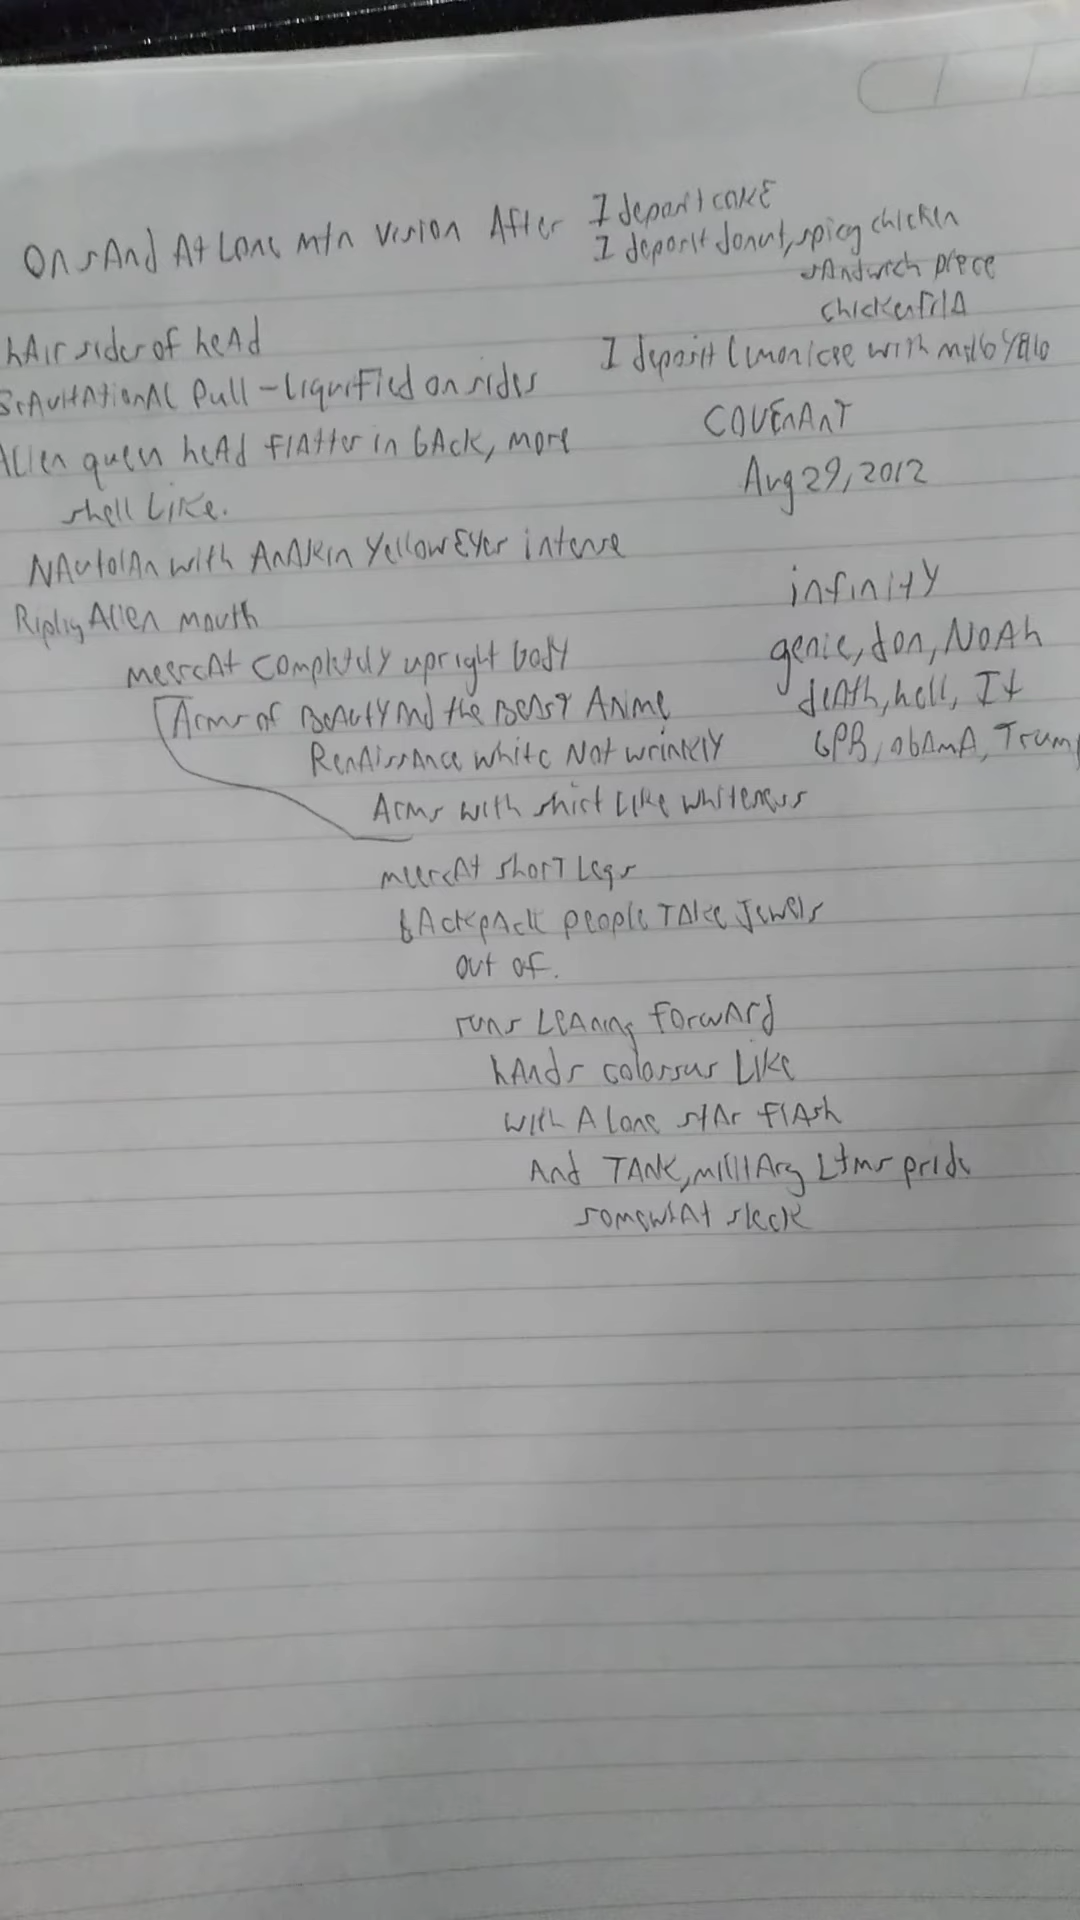 On sand At Lone mtn vision After
I deposit cake
I deposit donut, spicy chicken
sandwich piece
chickenfilA
I deposit Lemon icee with
COVENANT
Aug 29, 2012
infinity
genie, don, NOAh
death, hell, It
GPB, obAmA, Trump
hAir sides of heAd
GrAvitAtionAl pull - Liquified on sides
Alien queen heAd flAtter in bAck, more
shell Like.
NAutolAn with AnAkin Yellow Eyes intense
Ripley Alien mouth
meercAt completely upright body
Arms of BeAuty And the BeAst Anime
RenAissAnce white Not wrinkly
Arms with shirt Like whiteness
meercAt short Legs
bAckpAck people TAke Jewels
out of.
runs LeAning forwArd
hAnds colossus Like
with A lone stAr flAsh
And TANK, militAry pride
somewhAt sleek